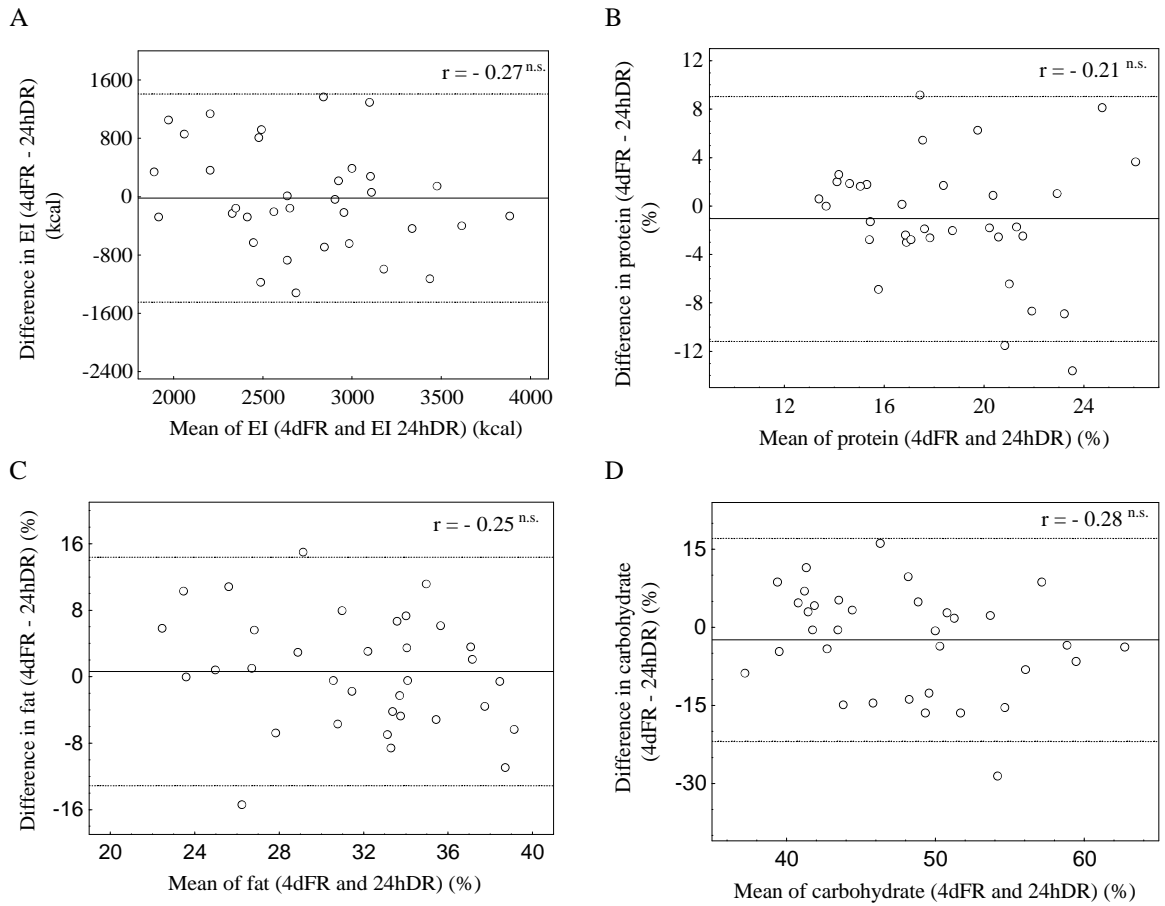 A
Difference in EI (4dFR - 24hDR)
(kcal)
1600
800
0
-800
-1600
-2400
r = - 0.27 n.s.
2000
2500
3000
3500
4000
Mean of EI (4dFR and EI 24hDR) (kcal)
B
Difference in protein (4dFR - 24hDR)
(%)
12
8
4
0
-4
-8
-12
r = - 0.21 n.s.
12
16
20
24
Mean of protein (4dFR and 24hDR) (%)
C
Difference in fat (4dFR - 24hDR) (%)
16
8
0
-8
-16
r = - 0.25 n.s.
20
24
28
32
36
40
Mean of fat (4dFR and 24hDR) (%)
D
Difference in carbohydrate
(4dFR - 24hDR) (%)
15
0
-15
-30
r = - 0.28 n.s.
40
50
60
Mean of carbohydrate (4dFR and 24hDR) (%)